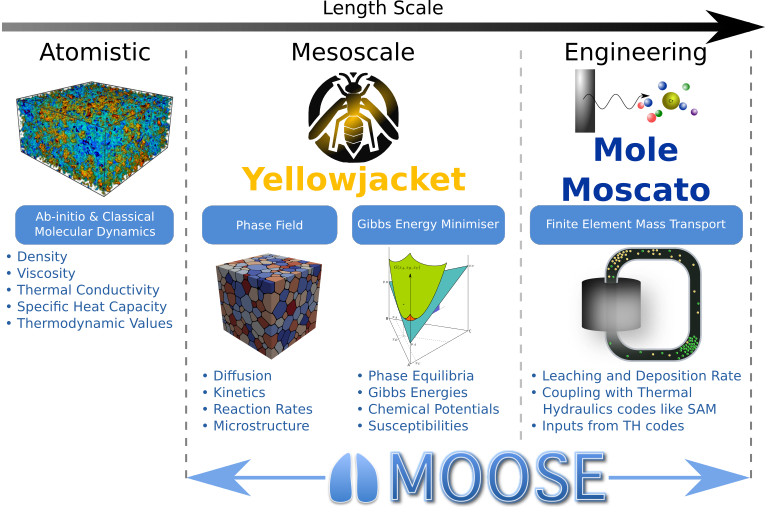 Length Scale
Atomistic
Mesoscale
Engineering
Yellowjacket
Mole
Moscato
Ab-initio & Classical
Molecular Dynamics
Phase Field
Gibbs Energy Minimiser
Finite Element Mass Transport
• Density
• Viscosity
• Thermal Conductivity
• Specific Heat Capacity
• Thermodynamic Values
• Diffusion
• Kinetics
• Reaction Rates
• Microstructure
• Phase Equilibria
• Gibbs Energies
• Chemical Potentials
• Susceptibilities
• Leaching and Deposition Rate
• Coupling with Thermal
Hydraulics codes like SAM
• Inputs from TH codes
MOOSE